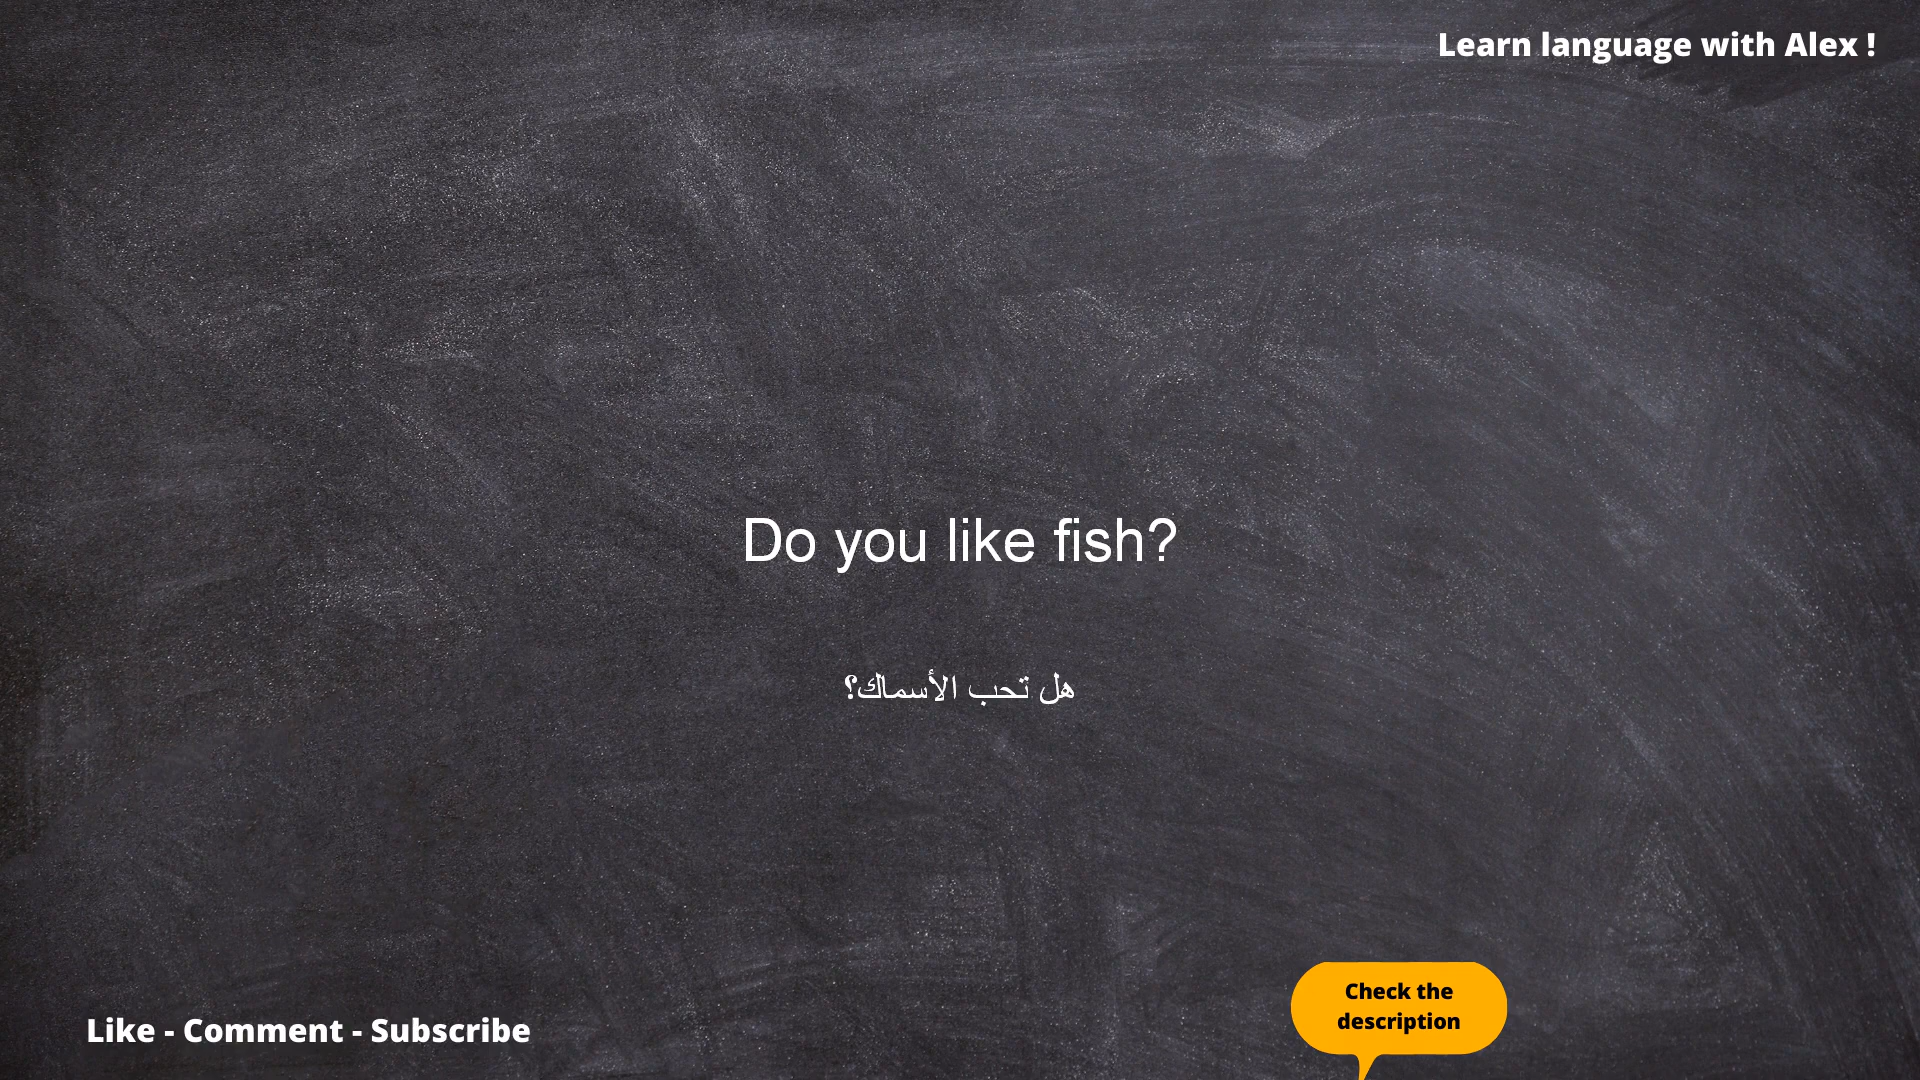 Learn language with Alex !
Do you like fish?
هل تحب الأسماك؟
Check the
description
Like - Comment - Subscribe